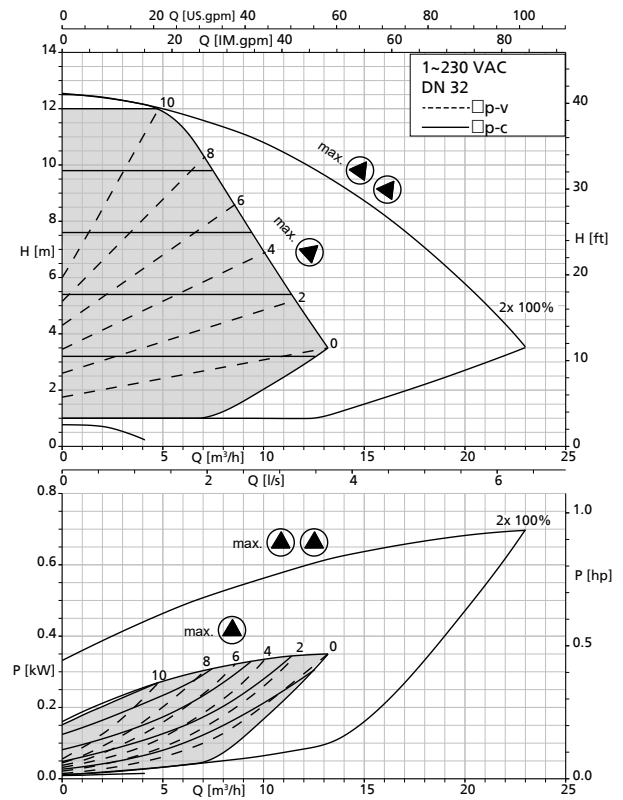 0 20 Q [US.gpm] 60 80 100
0 20 Q [IM.gpm] 40 60 80
14
12
10
8
H [m]
6
4
2
0
40
30
H [ft]
20
10
0
1~230 VAC
DN 32
□p-v
□p-c
10
8
6
4
2
0
max.
max.
2x 100%
0 Q [m³/h] 5 10 15 20 25
0 2 Q [l/s] 4 6
0.8
0.6
0.4
P [kW]
0.2
0.0
1.0
P [hp]
0.5
0.0
2x 100%
max.
max.
10 8 6 4 2 0
0 5 Q [m³/h] 10 15 20 25